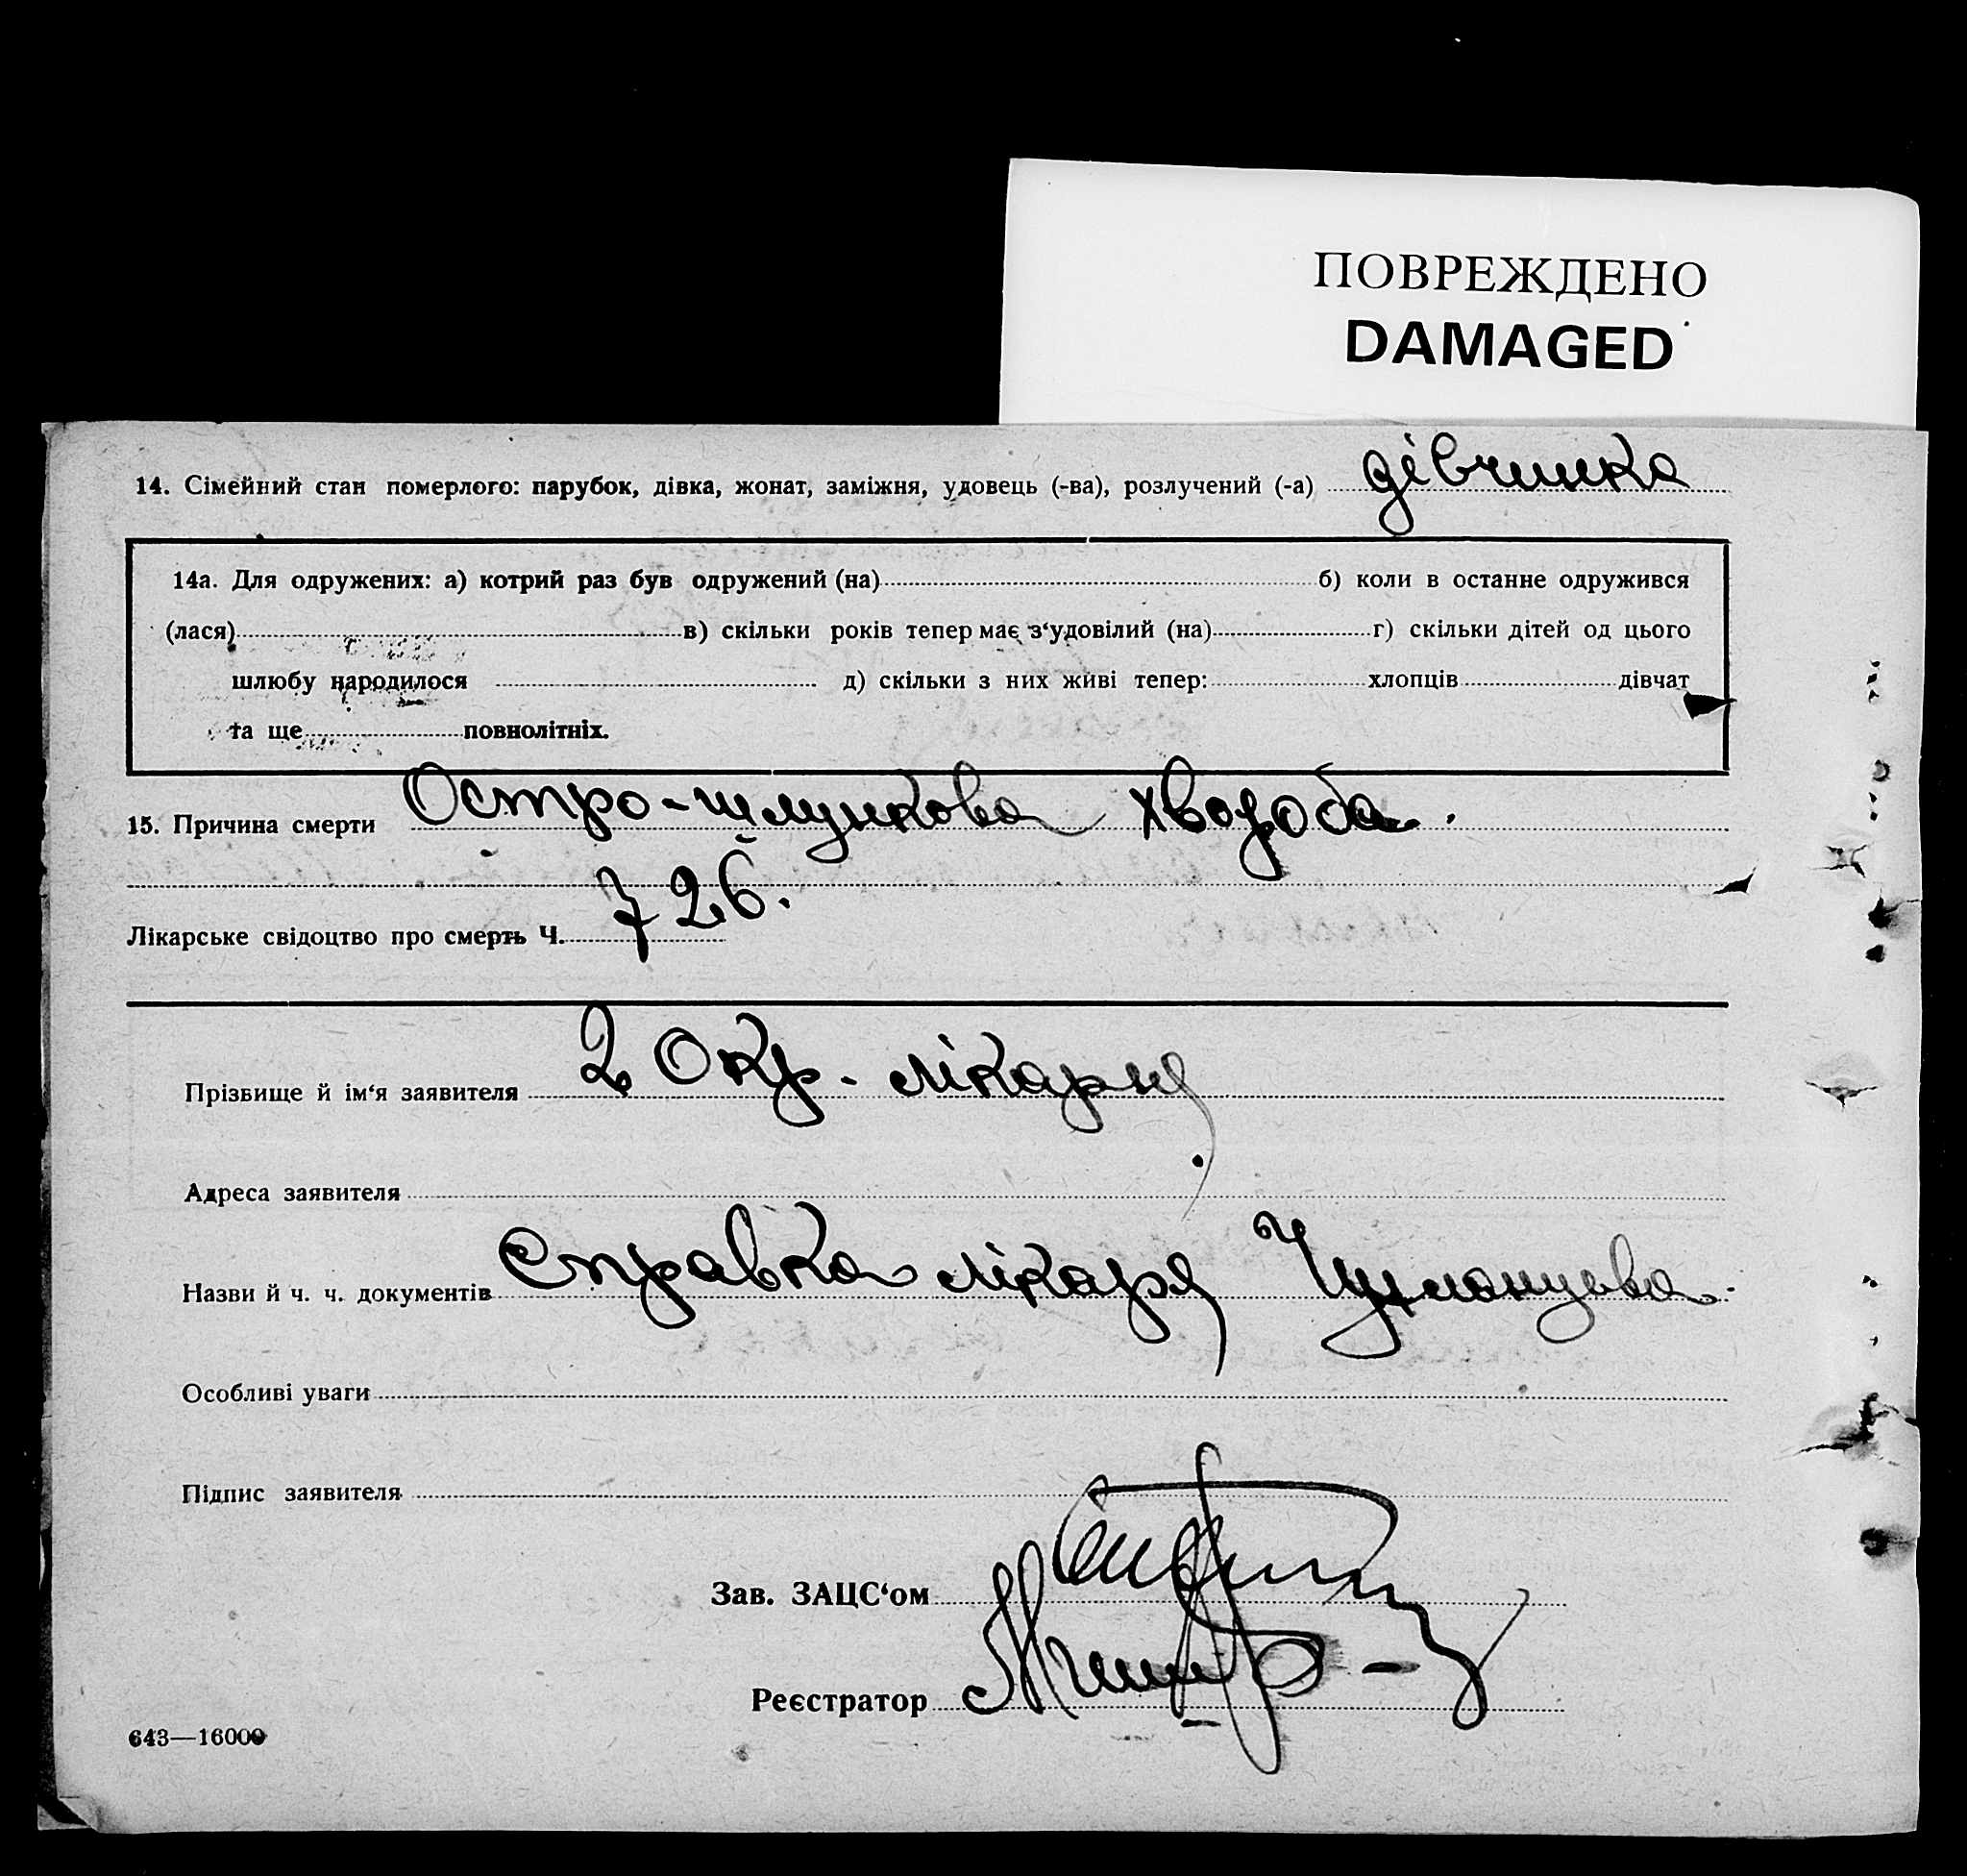 ПОВРЕЖДЕНО
DAMAGED
14. Сімейний стан померлого: парубок, дівка, жонат, заміжня, удовець (-ва), розлучений (-а) дівчинка
14а. Для одружених: а) котрий раз був одружений (на) б) коли в останне одружився
(лася) в) скільки років тепер має з‘удовілий (на) г) скільки дітей од цього
шлюбу народилося д) скільки з них живі тепер: хлопців дівчат
та ще повнолітніх.
15. Причина смерти Остро-шлункова хвороба.
Лікарське свідоцтво про смерть Ч. 726.
Прізвище й ім‘я заявителя 2 Окр. лікарня
Адреса заявителя
Назви й ч. ч. документів Справка лікаря
Особливі уваги
Підпис заявителя
Зав. ЗАЦС‘ом
Реєстратор
643—16000